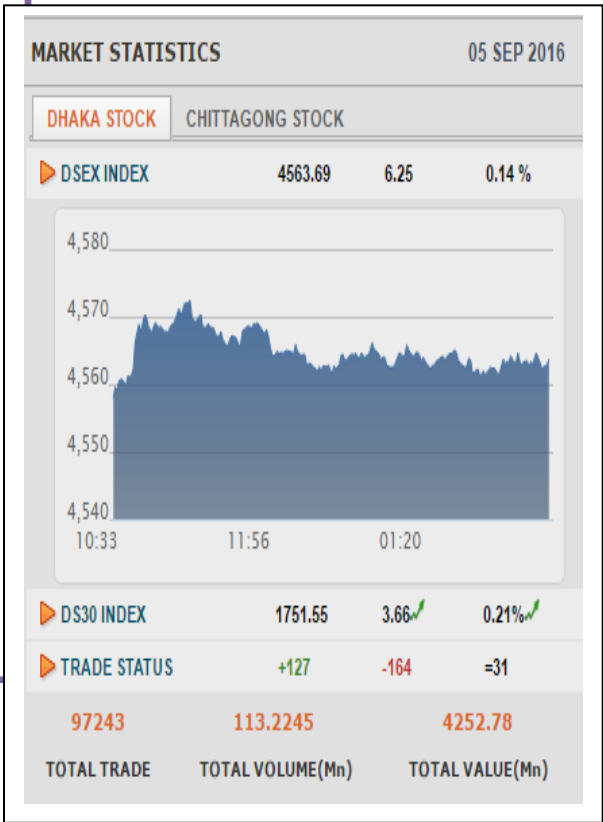 MARKET STATISTICS 05 SEP 2016
DHAKA STOCK CHITTAGONG STOCK
DSEX INDEX 4563.69 6.25 0.14 %
4,580
4,570
4,560
4,550
4,540
10:33 11:56 01:20
DS30 INDEX 1751.55 3.66 0.21%
TRADE STATUS +127 -164 =31
97243 113.2245 4252.78
TOTAL TRADE TOTAL VOLUME(Mn) TOTAL VALUE(Mn)